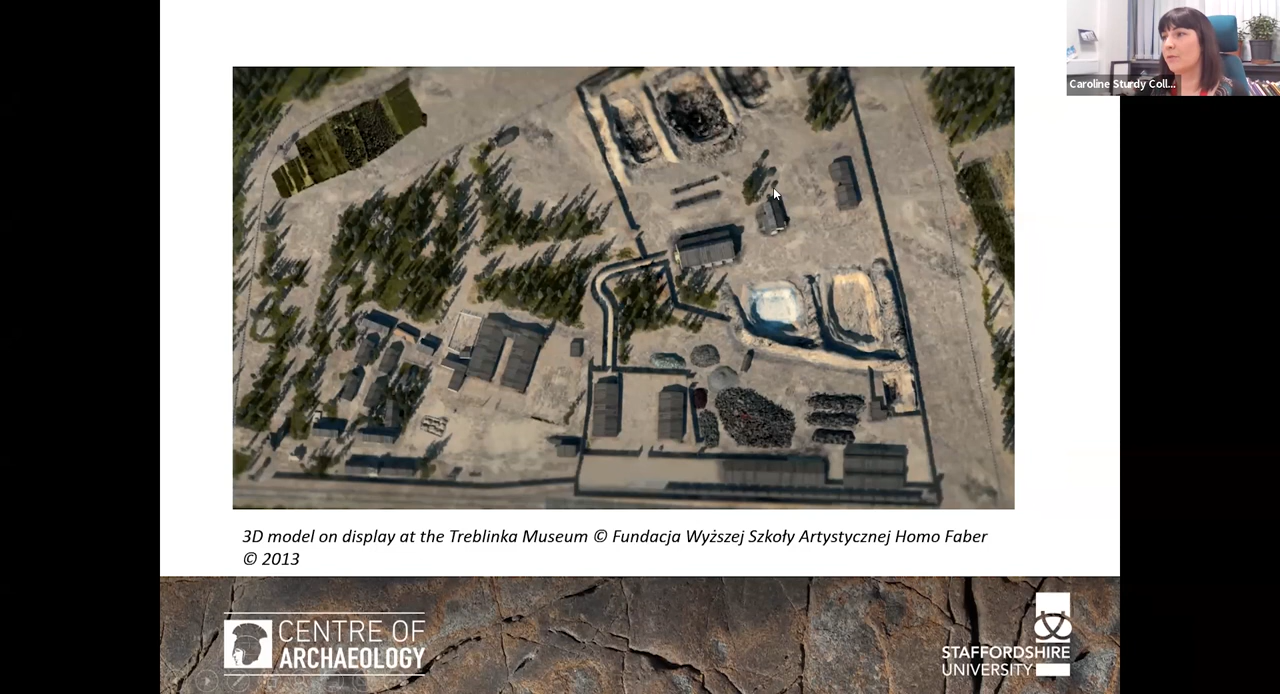 Caroline Sturdy Coll...
3D model on display at the Treblinka Museum © Fundacja Wyższej Szkoły Artystycznej Homo Faber
© 2013
CENTRE OF
ARCHAEOLOGY
STAFFORDSHIRE
UNIVERSITY